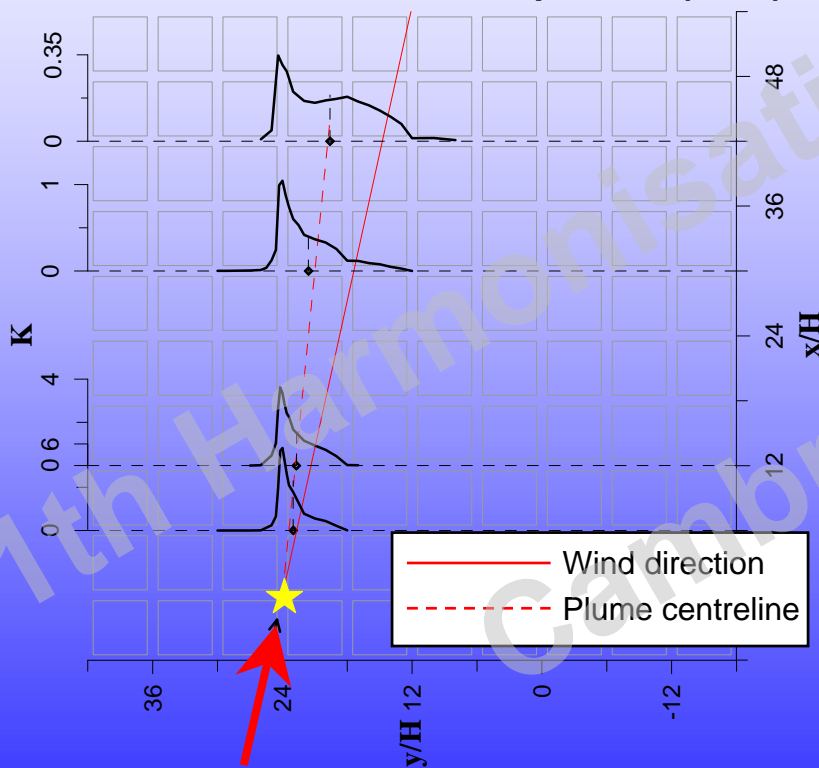 0.35
0
1
0
K
4
0
6
0
48
36
24
12
x/H
36
24
12
0
-12
y/H
Wind direction
Plume centreline
1th Harmonisati
Cambr